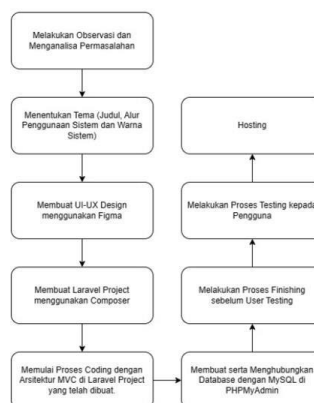 Melakukan Observasi dan
Menganalisa Permasalahan
Menentukan Tema (Judul, Alur
Penggunaan Sistem dan Warna
Sistem)
Membuat UI-UX Design
menggunakan Figma
Membuat Laravel Project
menggunakan Composer
Memulai Proses Coding dengan
Arsitektur MVC di Laravel Project
yang telah dibuat.
Membuat serta Menghubungkan
Database dengan MySQL di
PHPMyAdmin
Melakukan Proses Finishing
sebelum User Testing
Melakukan Proses Testing kepada
Pengguna
Hosting